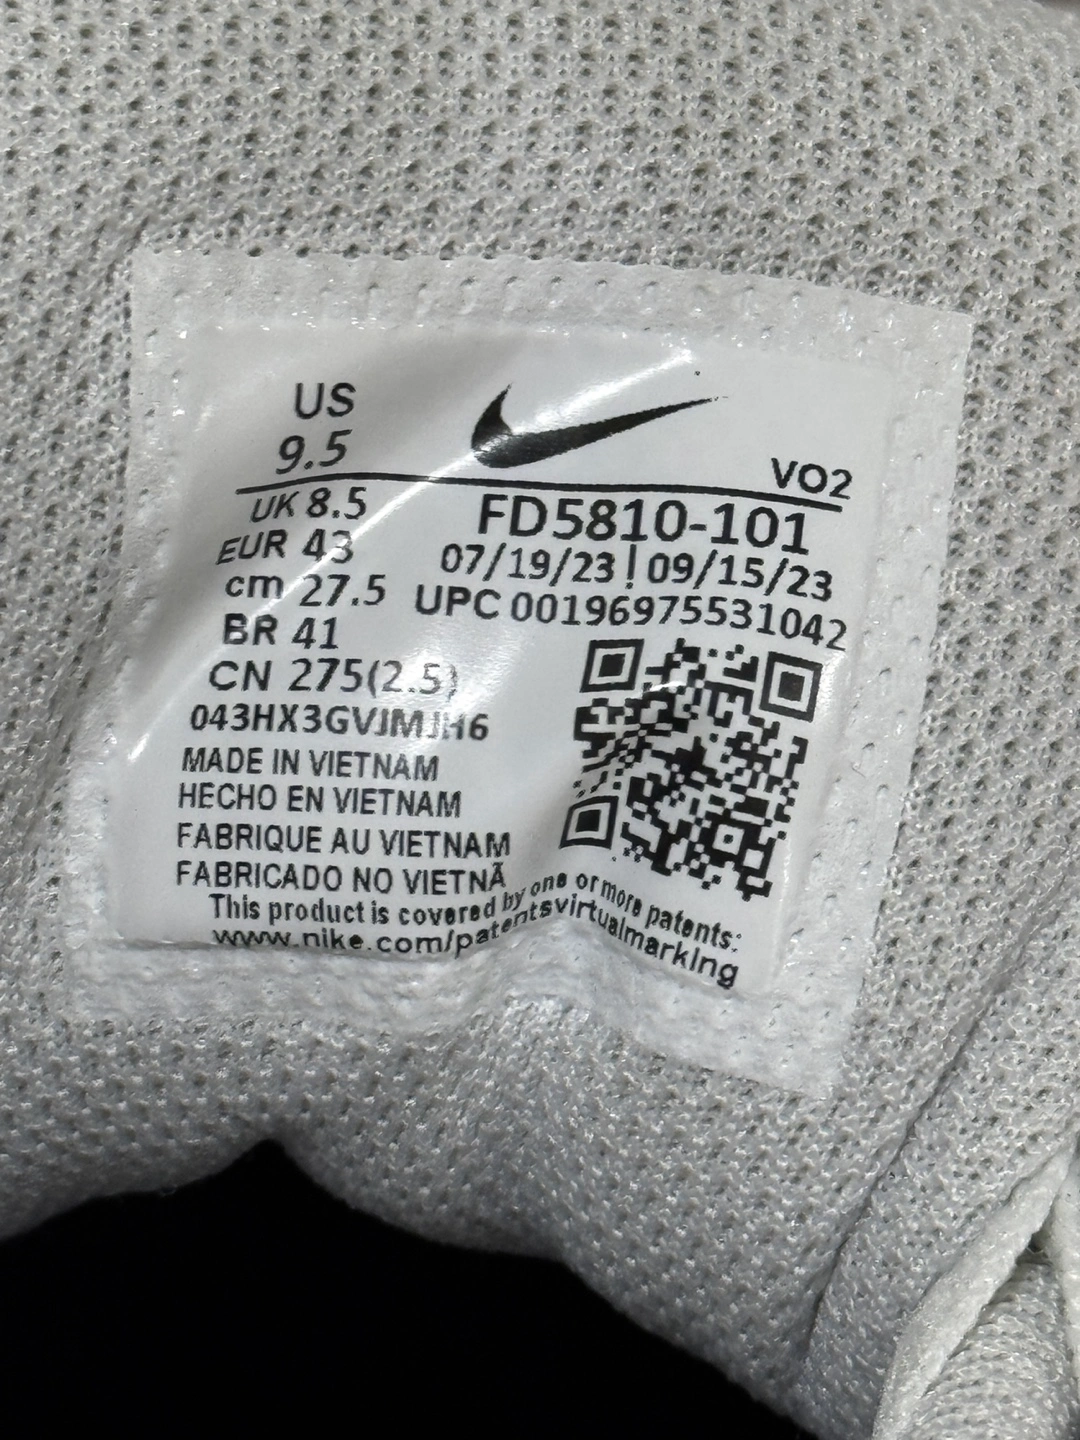 US
9.5
VO2
UK 8.5
EUR 43
cm 27.5
BR 41
CN 275(2.5)
043HX3GVJMJH6
FD5810-101
07/19/23 | 09/15/23
UPC 00196975531042
MADE IN VIETNAM
HECHO EN VIETNAM
FABRIQUE AU VIETNAM
FABRICADO NO VIETNÃ
This product is covered by one or more patents:
www.nike.com/patentsvirtualmarking